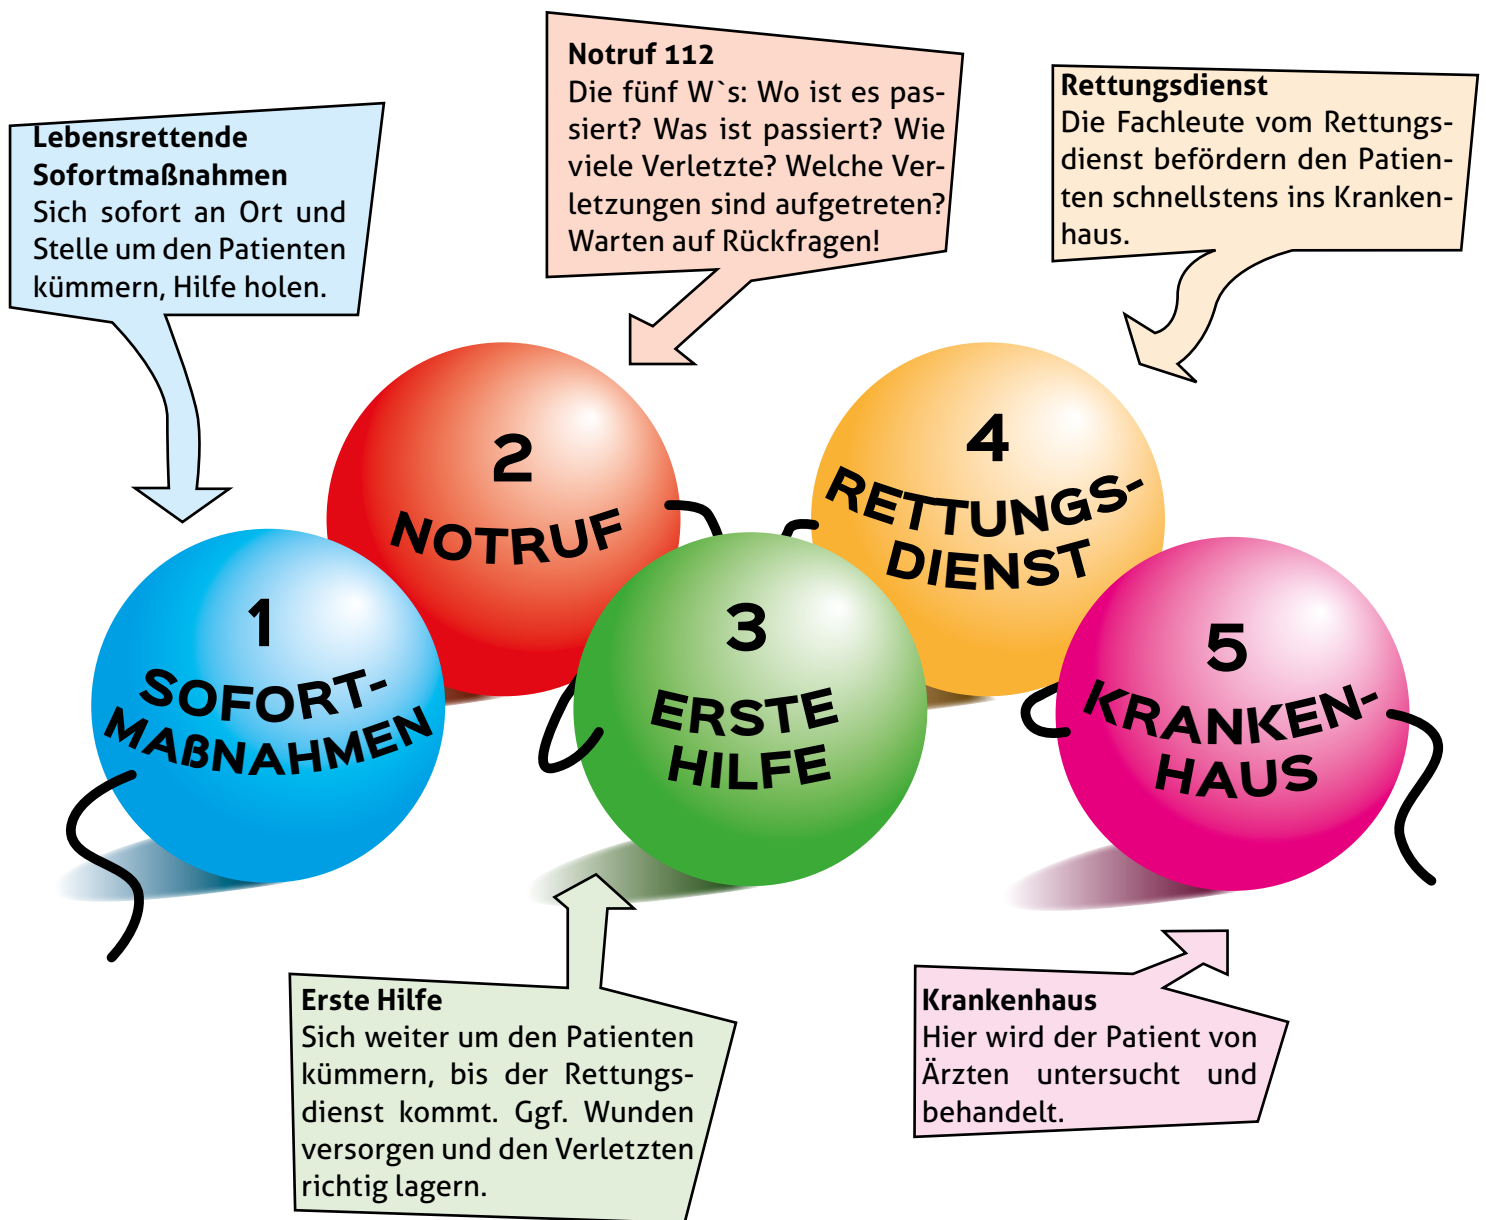 Lebensrettende
Sofortmaßnahmen
Sich sofort an Ort und
Stelle um den Patienten
kümmern, Hilfe holen.
Notruf 112
Die fünf W`s: Wo ist es pas-
siert? Was ist passiert? Wie
viele Verletzte? Welche Ver-
letzungen sind aufgetreten?
Warten auf Rückfragen!
Rettungsdienst
Die Fachleute vom Rettungs-
dienst befördern den Patien-
ten schnellstens ins Kranken-
haus.
1
SOFORT-
MAßNAHMEN
2
NOTRUF
3
ERSTE
HILFE
4
RETTUNGS-
DIENST
5
KRANKEN-
HAUS
Erste Hilfe
Sich weiter um den Patienten
kümmern, bis der Rettungs-
dienst kommt. Ggf. Wunden
versorgen und den Verletzten
richtig lagern.
Krankenhaus
Hier wird der Patient von
Ärzten untersucht und
behandelt.